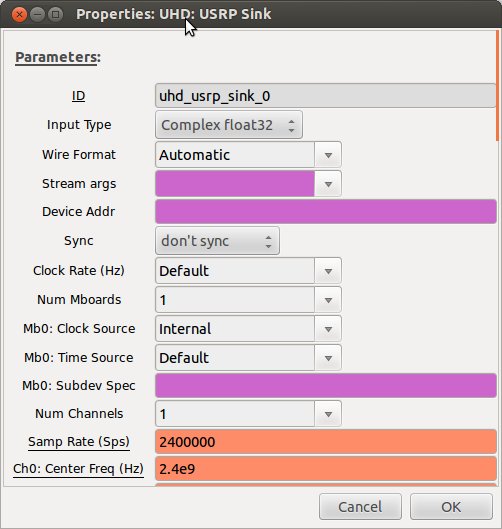 Properties: UHD: USRP Sink
Parameters:
ID uhd_usrp_sink_0
Input Type Complex float32
Wire Format Automatic
Stream args
Device Addr
Sync don't sync
Clock Rate (Hz) Default
Num Mboards 1
Mb0: Clock Source Internal
Mb0: Time Source Default
Mb0: Subdev Spec
Num Channels 1
Samp Rate (Sps) 2400000
Ch0: Center Freq (Hz) 2.4e9
Cancel OK